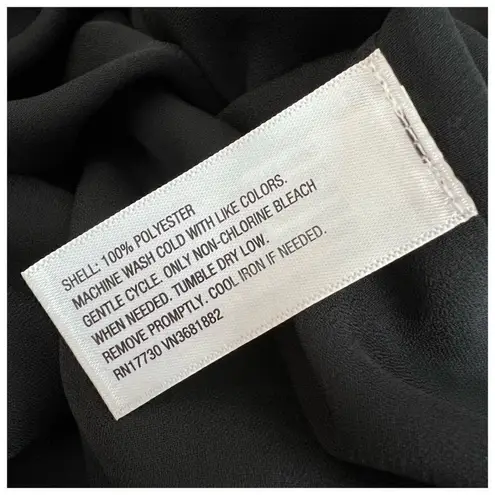 SHELL: 100% POLYESTER
MACHINE WASH COLD WITH LIKE COLORS.
GENTLE CYCLE. ONLY NON-CHLORINE BLEACH
WHEN NEEDED. TUMBLE DRY LOW.
REMOVE PROMPTLY. COOL IRON IF NEEDED.
RN17730 VN3681882